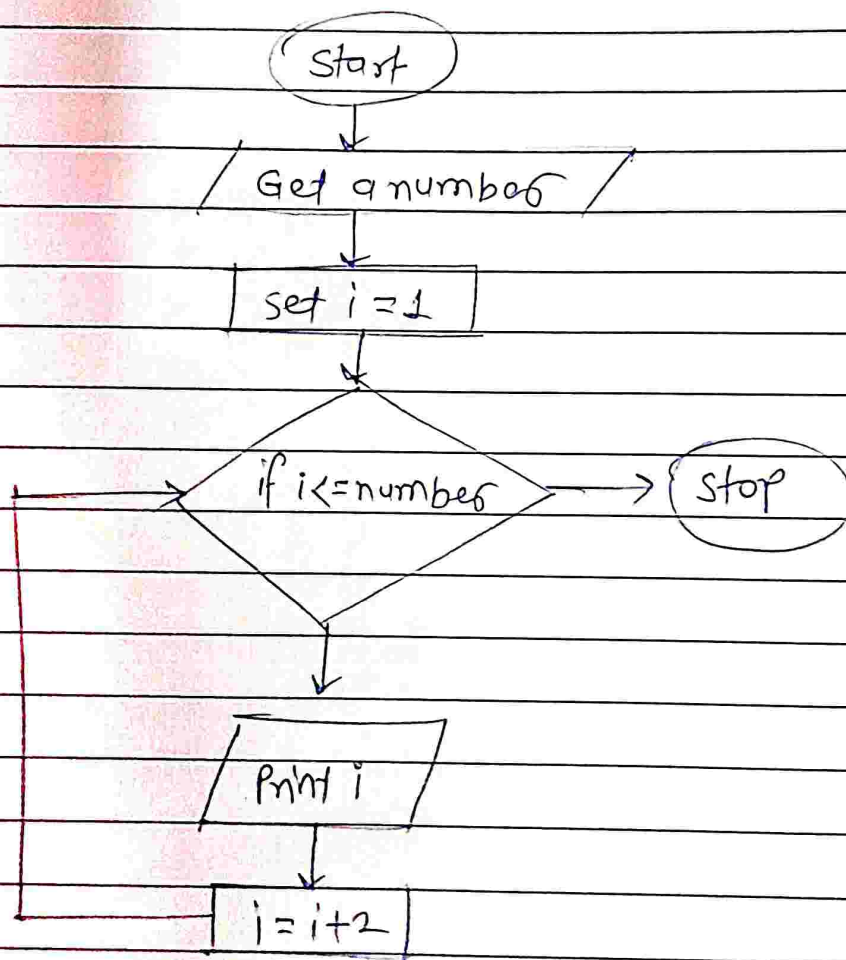 Start
Get a number
set i = 1
if i<=number
Stop
Print i
i = i+2